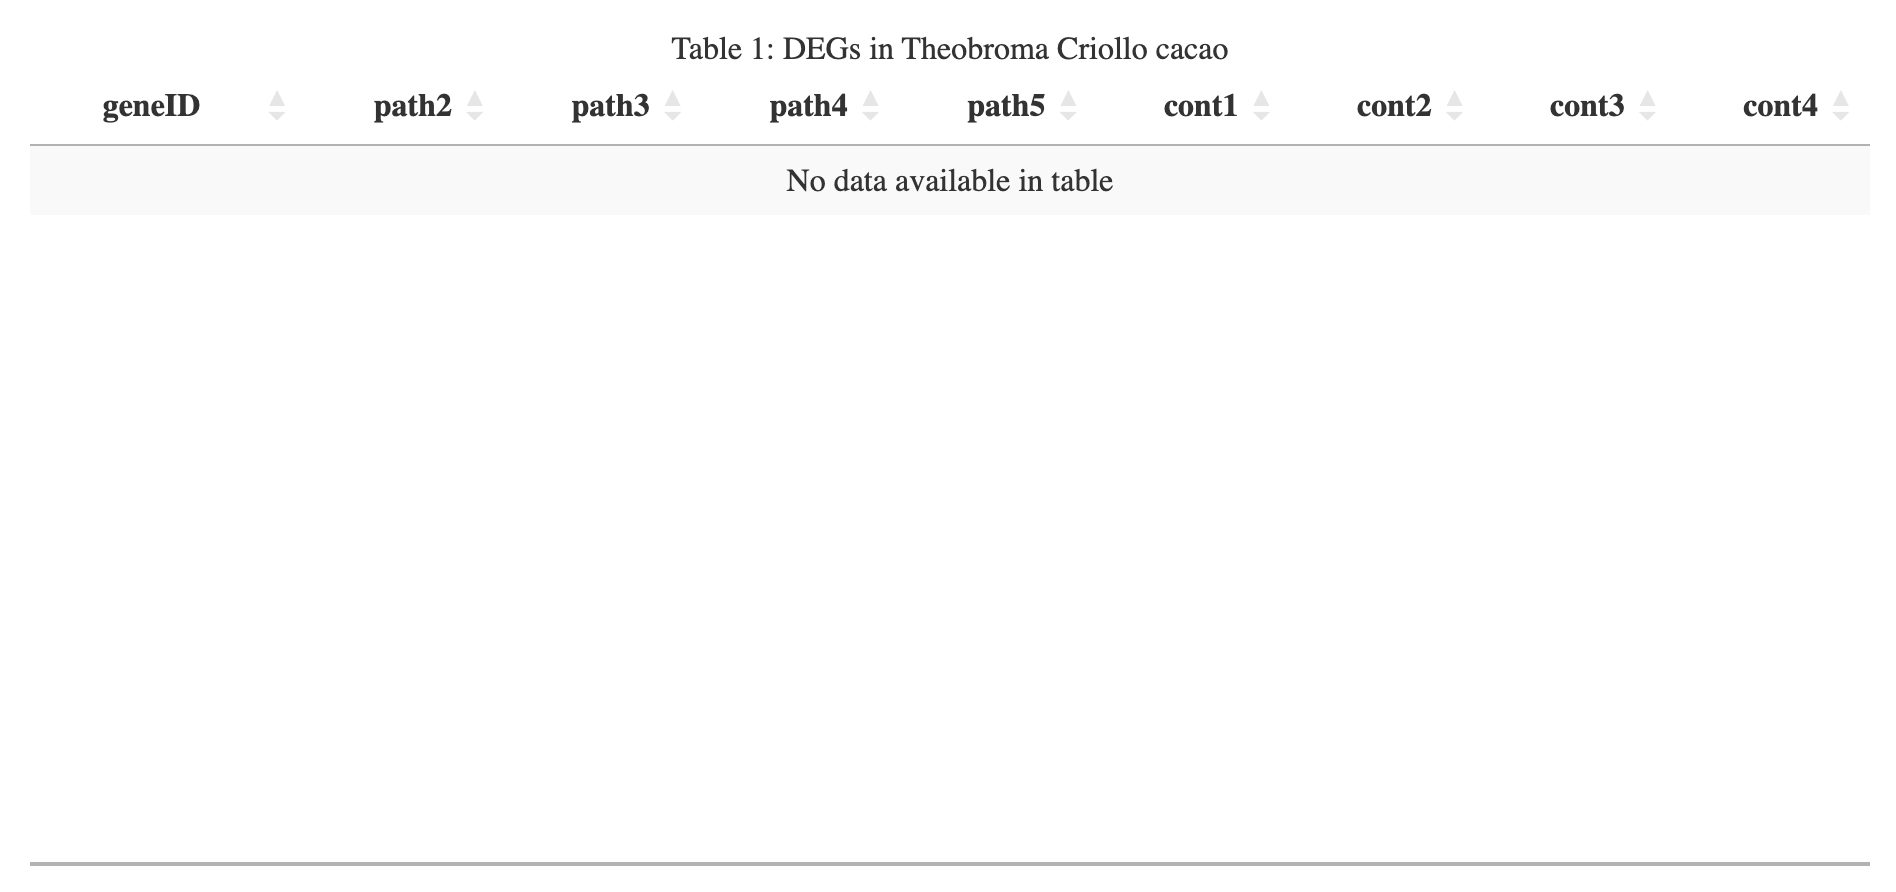 Table 1: DEGs in Theobroma Criollo cacao
geneID path2 path3 path4 path5 cont1 cont2 cont3 cont4
No data available in table